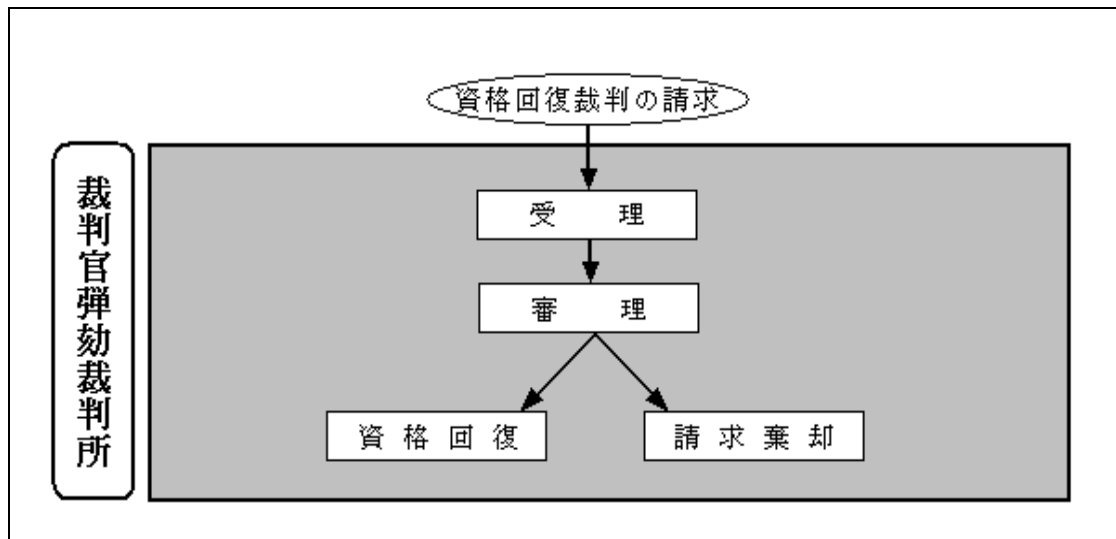 資格回復裁判の請求
裁判官弾劾裁判所
受理
審理
資格回復
請求棄却